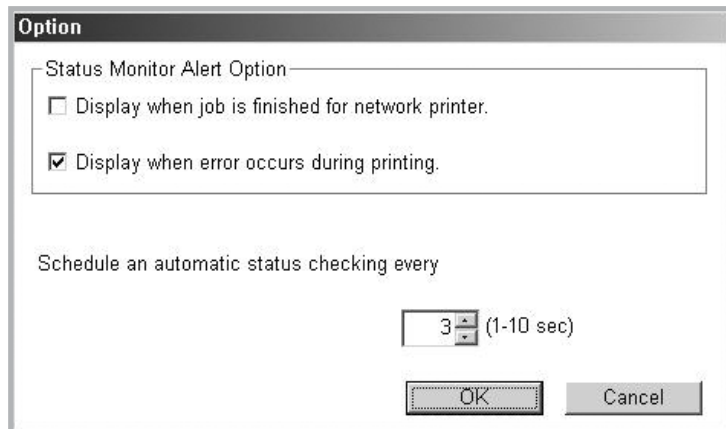 Option
Status Monitor Alert Option
Display when job is finished for network printer.
Display when error occurs during printing.
Schedule an automatic status checking every
3 (1-10 sec)
OK Cancel